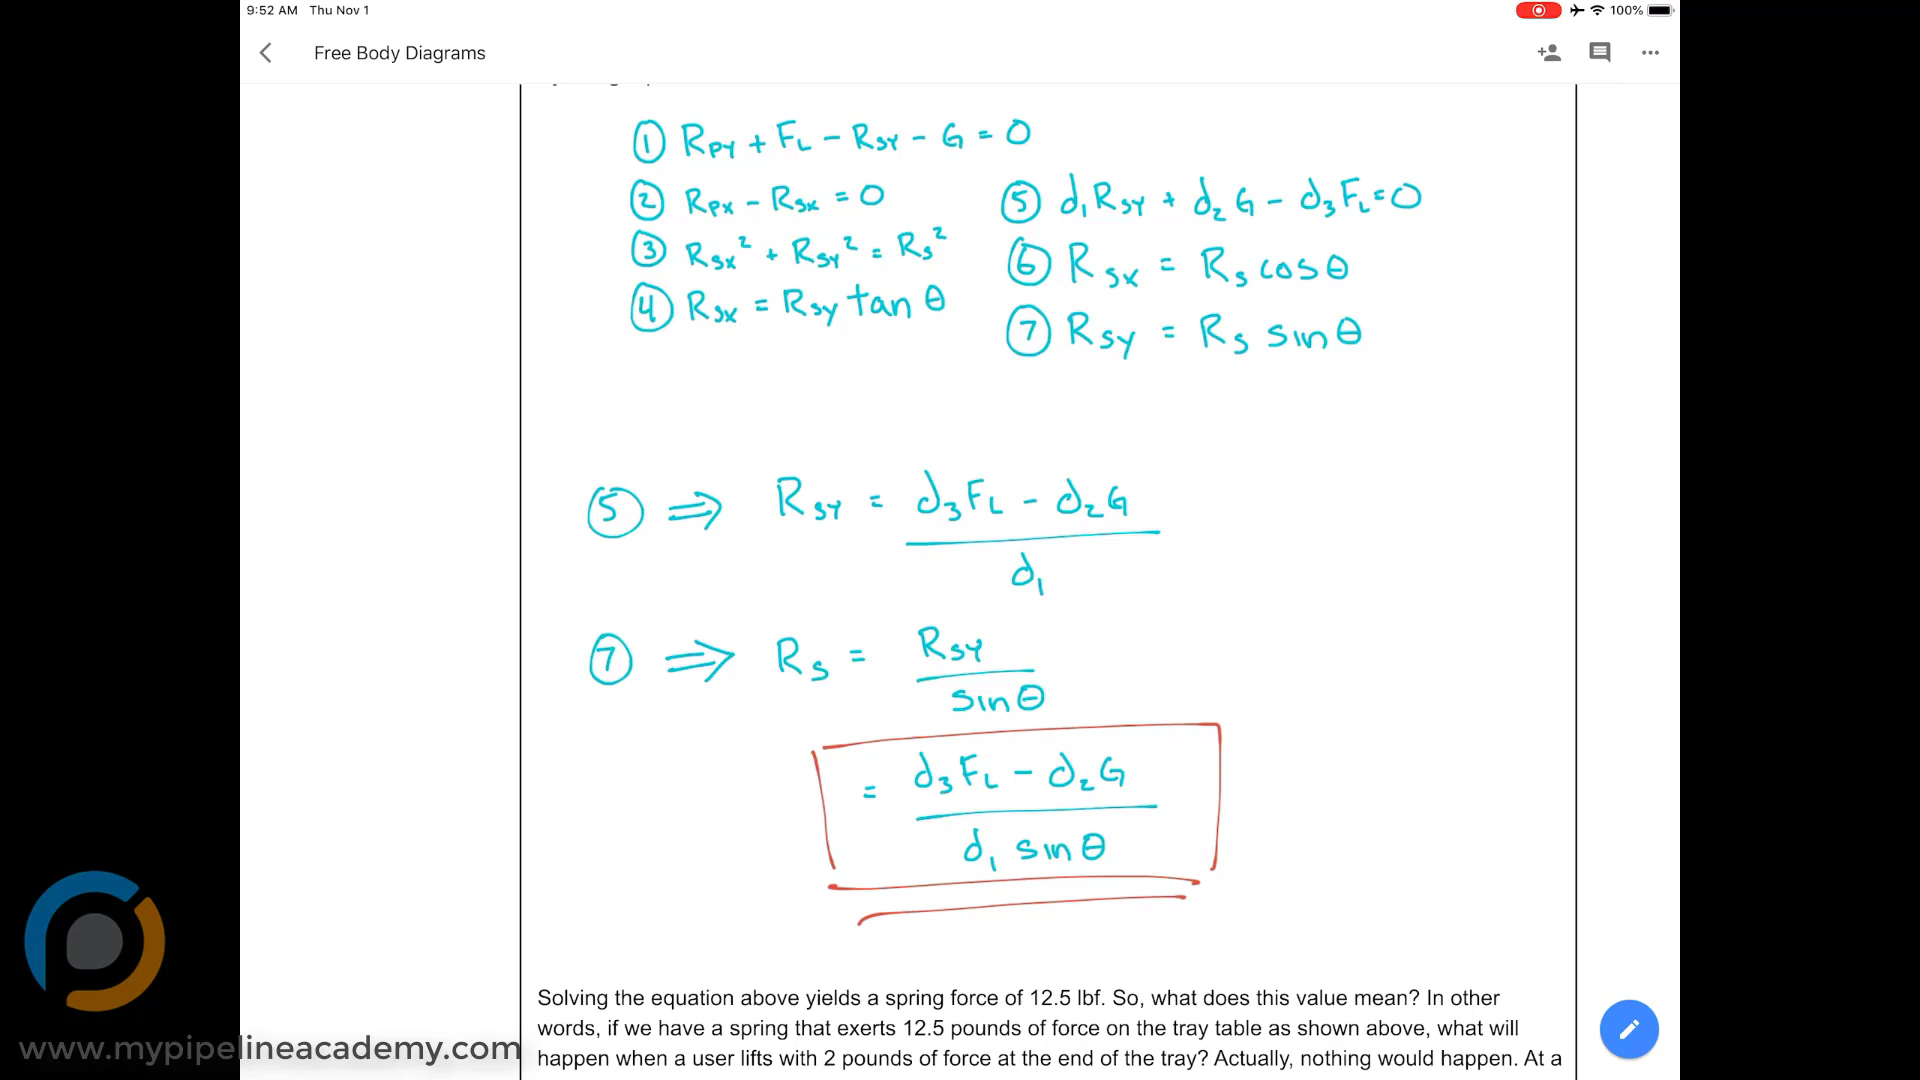 9:52 AM Thu Nov 1
100%
Free Body Diagrams
① R_PY + F_L - R_SY - G = 0
② R_PX - R_SX = 0
③ R_SX² + R_SY² = R_S²
④ R_SX = R_SY tan θ
⑤ d₁R_SY + d₂G - d₃F_L = 0
⑥ R_SX = R_S cos θ
⑦ R_SY = R_S sin θ
⑤ ⇒ R_SY = d₃F_L - d₂G
d₁
⑦ ⇒ R_S = R_SY
sin θ
= d₃F_L - d₂G
d₁ sin θ
Solving the equation above yields a spring force of 12.5 lbf. So, what does this value mean? In other
words, if we have a spring that exerts 12.5 pounds of force on the tray table as shown above, what will
happen when a user lifts with 2 pounds of force at the end of the tray? Actually, nothing would happen. At a
www.mypipelineacademy.com